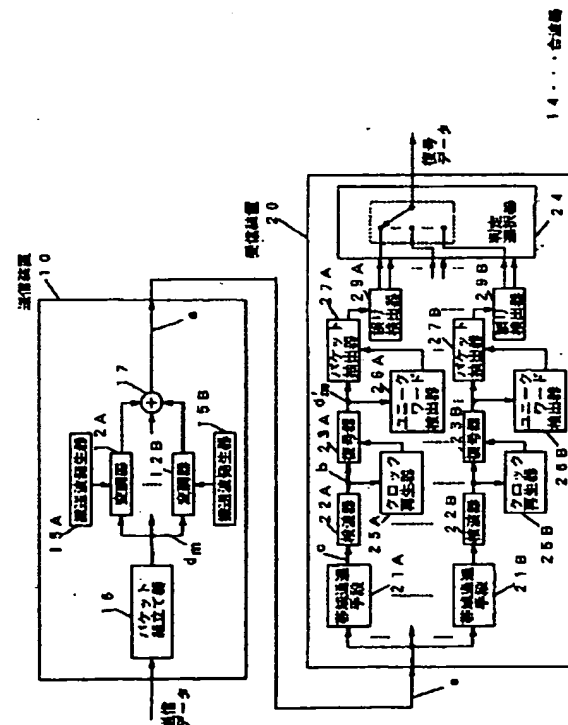 送信装置
10
送信
データ
パケット
組立て器
16
dm
搬送波発生器
15A
変調器
12A
変調器
12B
搬送波発生器
15B
17
a
受信装置
20
a
帯域通過
手段
21A
c
検波器
22A
b
復号器
23A
d'm
クロック
再生器
25A
ユニーク
ワード
検出器
26A
パケット
抽出器
27A
誤り
検出器
29A
帯域通過
手段
21B
検波器
22B
復号器
23B
クロック
再生器
25B
ユニーク
ワード
検出器
26B
パケット
抽出器
27B
誤り
検出器
29B
判定
選択器
24
復号
データ
14・・・合波器